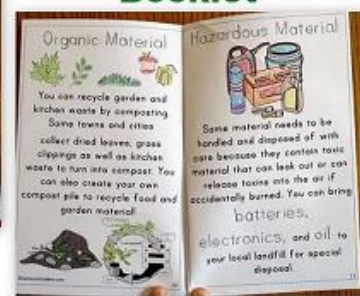 Booklet
Organic Material
You can recycle garden and
kitchen waste by composting.
Some towns and cities
collect dried leaves, grass
clippings as well as kitchen
waste to turn into compost. You
can also create your own
compost pile to recycle food and
garden material!
Hazardous Material
Some material needs to be
handled and disposed of with
care because they contain toxic
material that can leak out or can
release toxins into the air if
accidentally burned. You can bring
batteries,
electronics, and oil to
your local landfill for special
disposal.
11